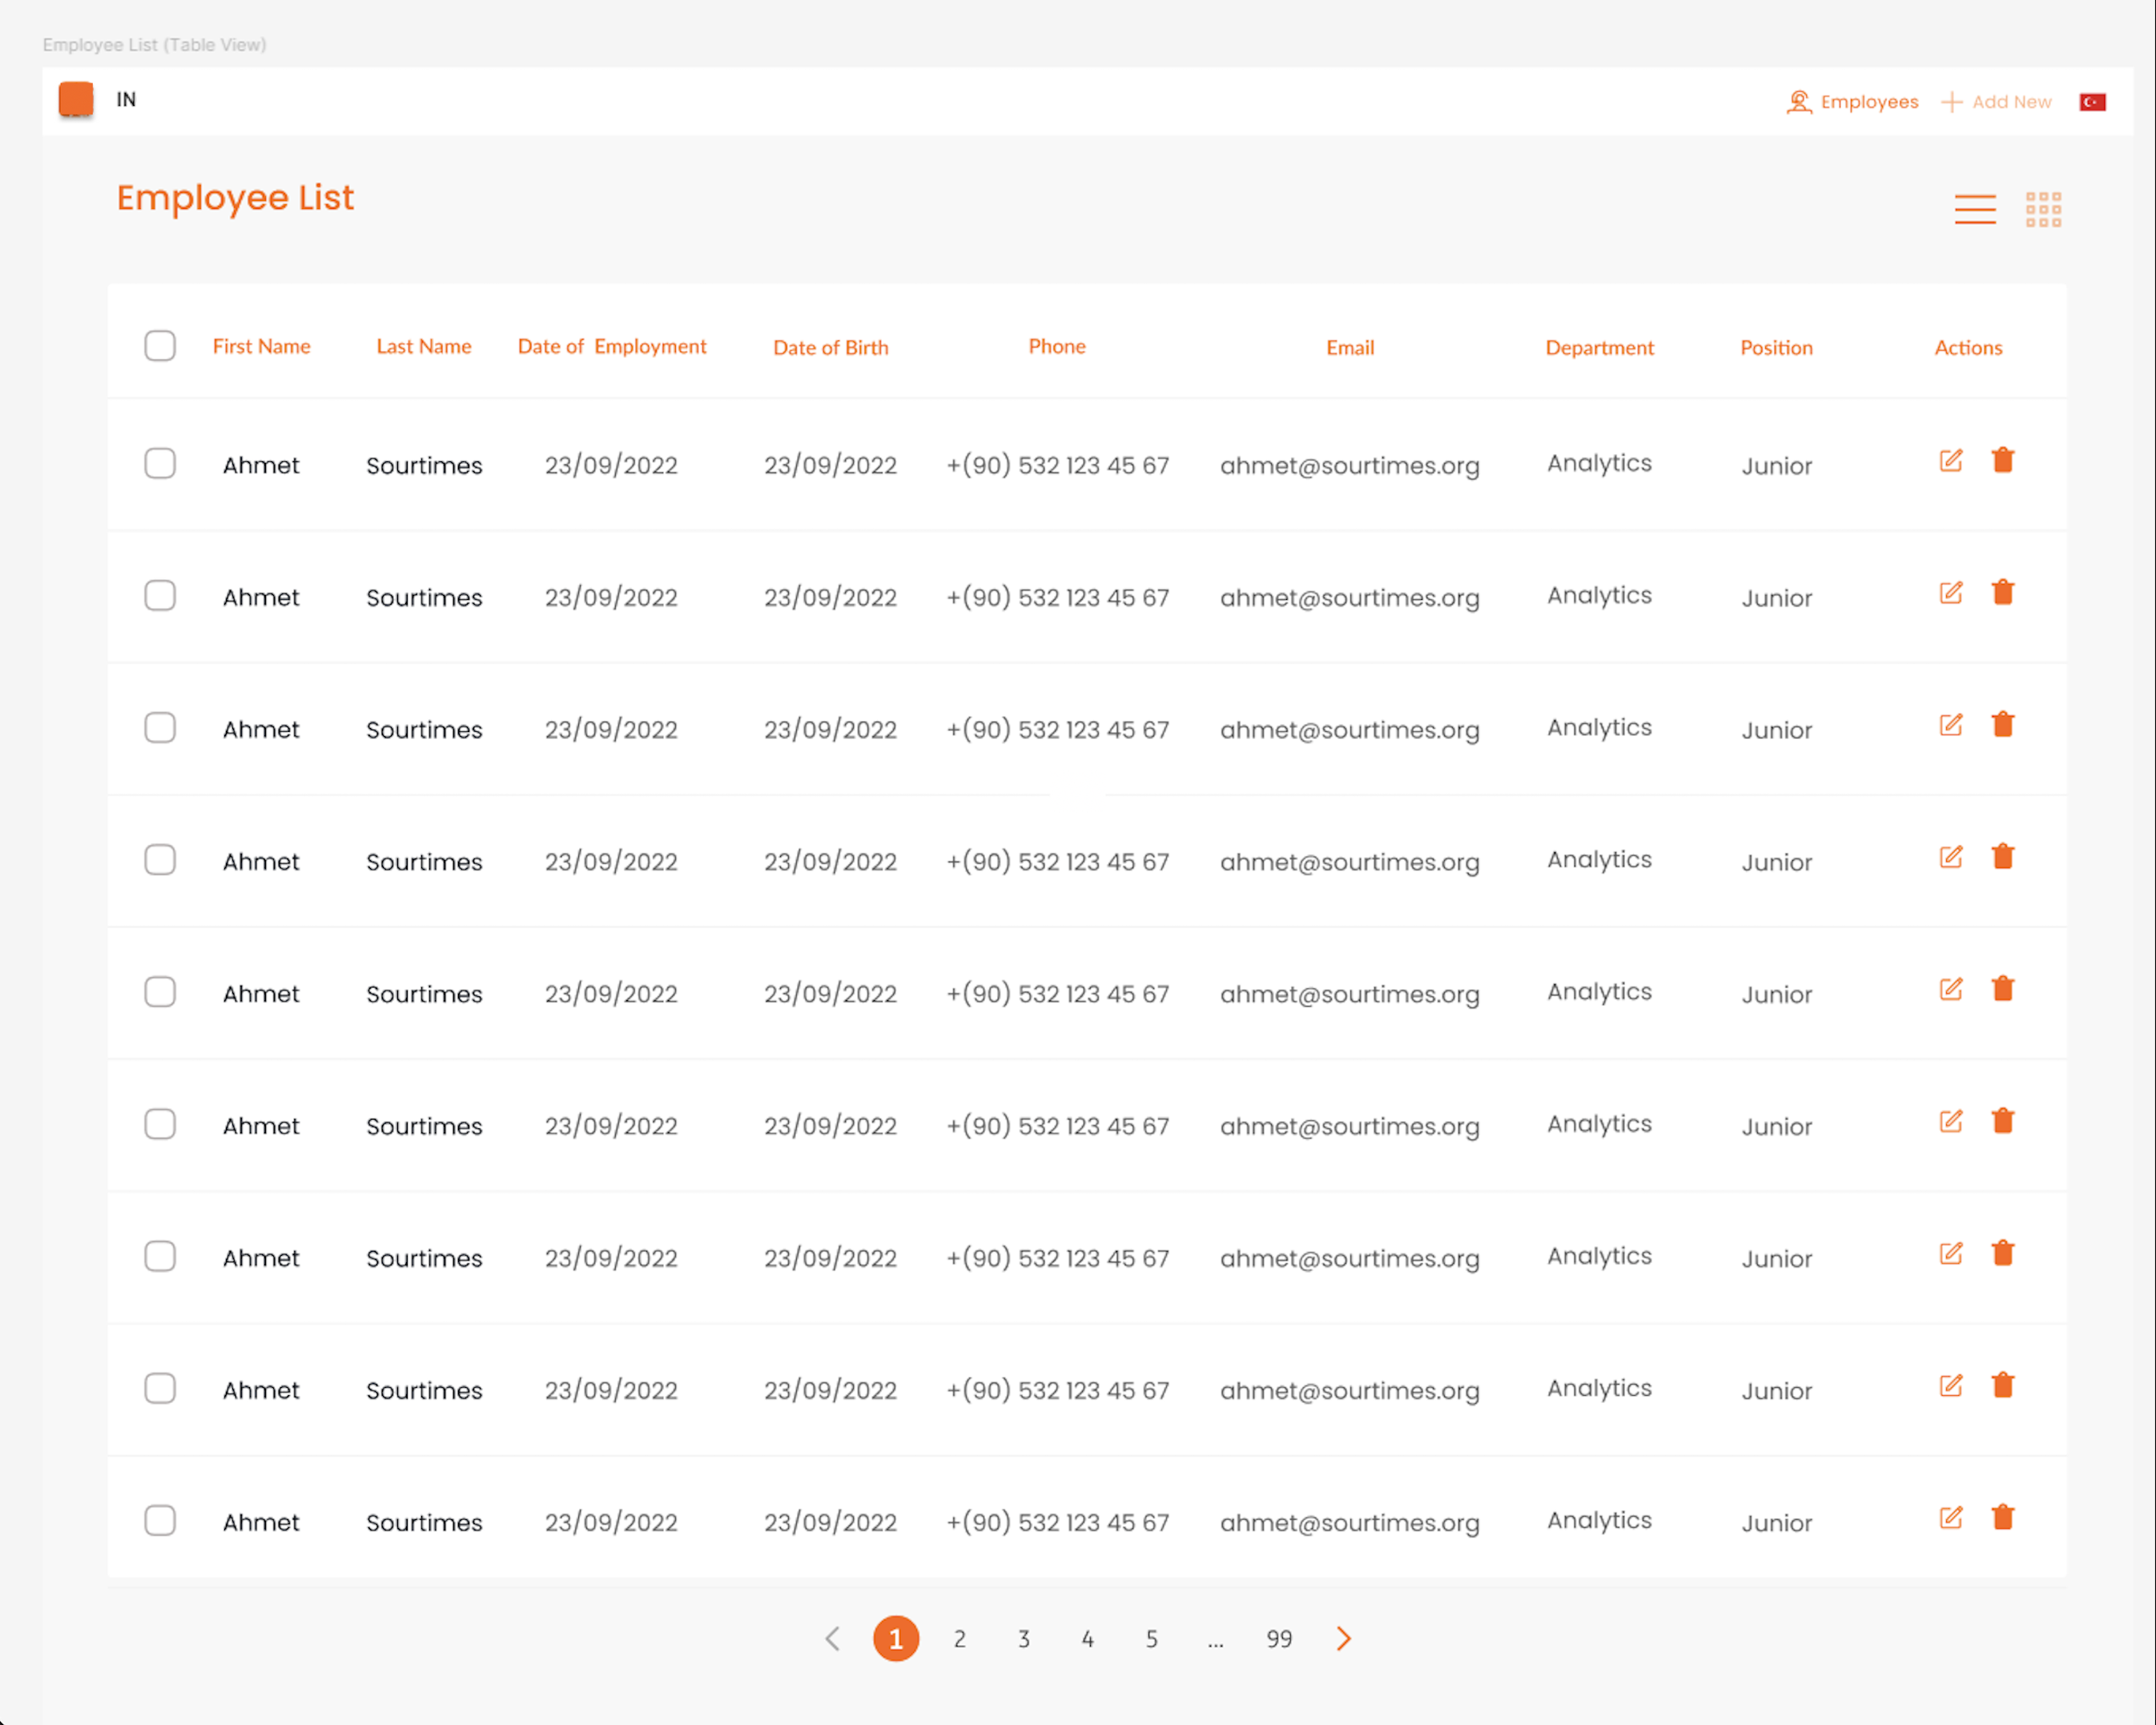 Employee List (Table View)
IN Employees Add New
Employee List
First Name Last Name Date of Employment Date of Birth Phone Email Department Position Actions
Ahmet Sourtimes 23/09/2022 23/09/2022 +(90) 532 123 45 67 ahmet@sourtimes.org Analytics Junior
Ahmet Sourtimes 23/09/2022 23/09/2022 +(90) 532 123 45 67 ahmet@sourtimes.org Analytics Junior
Ahmet Sourtimes 23/09/2022 23/09/2022 +(90) 532 123 45 67 ahmet@sourtimes.org Analytics Junior
Ahmet Sourtimes 23/09/2022 23/09/2022 +(90) 532 123 45 67 ahmet@sourtimes.org Analytics Junior
Ahmet Sourtimes 23/09/2022 23/09/2022 +(90) 532 123 45 67 ahmet@sourtimes.org Analytics Junior
Ahmet Sourtimes 23/09/2022 23/09/2022 +(90) 532 123 45 67 ahmet@sourtimes.org Analytics Junior
Ahmet Sourtimes 23/09/2022 23/09/2022 +(90) 532 123 45 67 ahmet@sourtimes.org Analytics Junior
Ahmet Sourtimes 23/09/2022 23/09/2022 +(90) 532 123 45 67 ahmet@sourtimes.org Analytics Junior
Ahmet Sourtimes 23/09/2022 23/09/2022 +(90) 532 123 45 67 ahmet@sourtimes.org Analytics Junior
1 2 3 4 5 ... 99